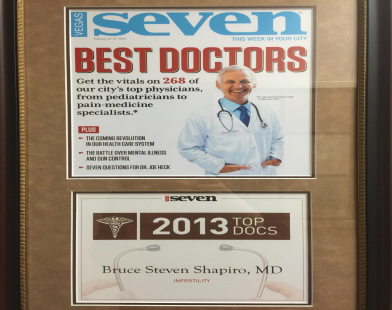 VEGAS
seven
THIS WEEK IN YOUR CITY
BEST DOCTORS
Get the vitals on 268 of
our city's top physicians,
from pediatricians to
pain-medicine
specialists.*
PLUS
THE COMING REVOLUTION
IN OUR HEALTH CARE SYSTEM
THE BATTLE OVER MENTAL ILLNESS
AND GUN CONTROL
SEVEN QUESTIONS FOR DR. JOE HECK
seven
2013 TOP
DOCS
Bruce Steven Shapiro, MD
INFERTILITY